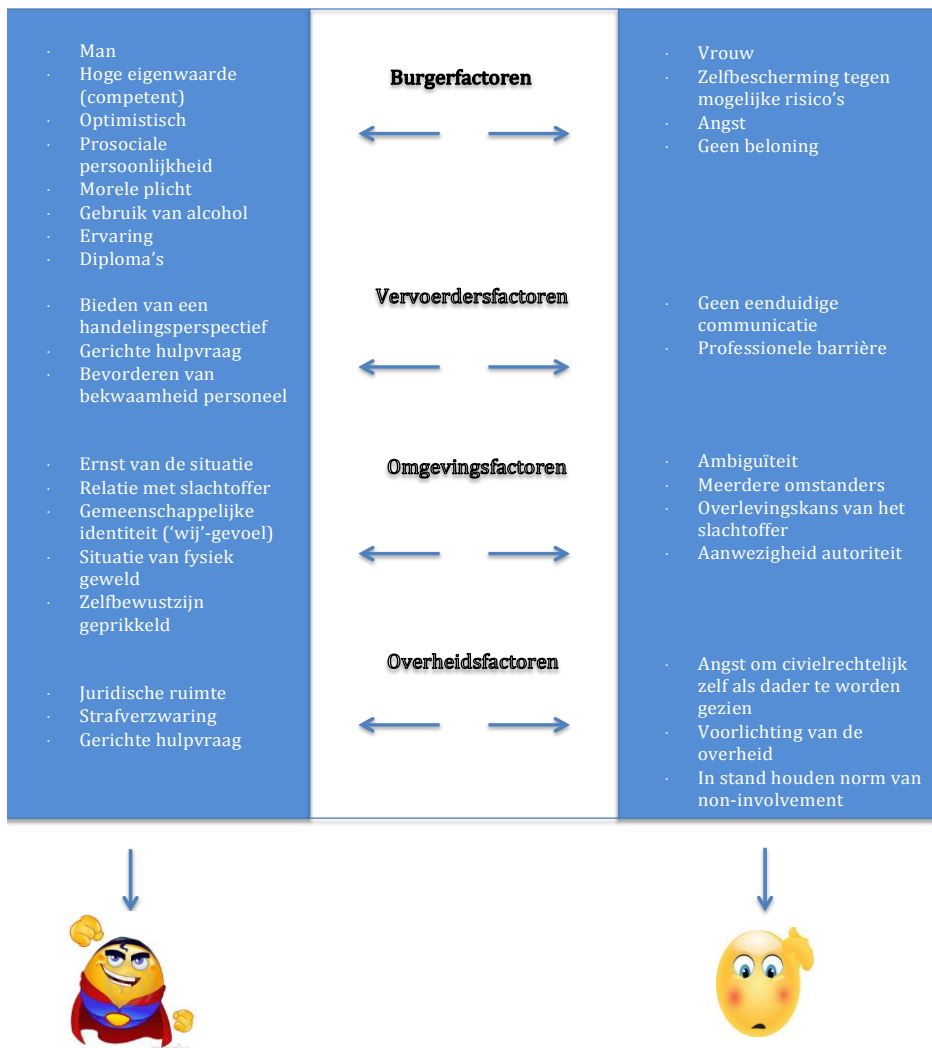 Burgerfactoren
· Man
· Hoge eigenwaarde
(competent)
· Optimistisch
· Prosociale
persoonlijkheid
· Morele plicht
· Gebruik van alcohol
· Ervaring
· Diploma's
· Vrouw
· Zelfbescherming tegen
mogelijke risico's
· Angst
· Geen beloning
Vervoerdersfactoren
· Bieden van een
handelingsperspectief
· Gerichte hulpvraag
· Bevorderen van
bekwaamheid personeel
· Geen eenduidige
communicatie
· Professionele barrière
Omgevingsfactoren
· Ernst van de situatie
· Relatie met slachtoffer
· Gemeenschappelijke
identiteit ('wij'-gevoel)
· Situatie van fysiek
geweld
· Zelfbewustzijn
geprikkeld
· Ambiguïteit
· Meerdere omstanders
· Overlevingskans van het
slachtoffer
· Aanwezigheid autoriteit
Overheidsfactoren
· Juridische ruimte
· Strafverzwaring
· Gerichte hulpvraag
· Angst om civielrechtelijk
zelf als dader te worden
gezien
· Voorlichting van de
overheid
· In stand houden norm van
non-involvement